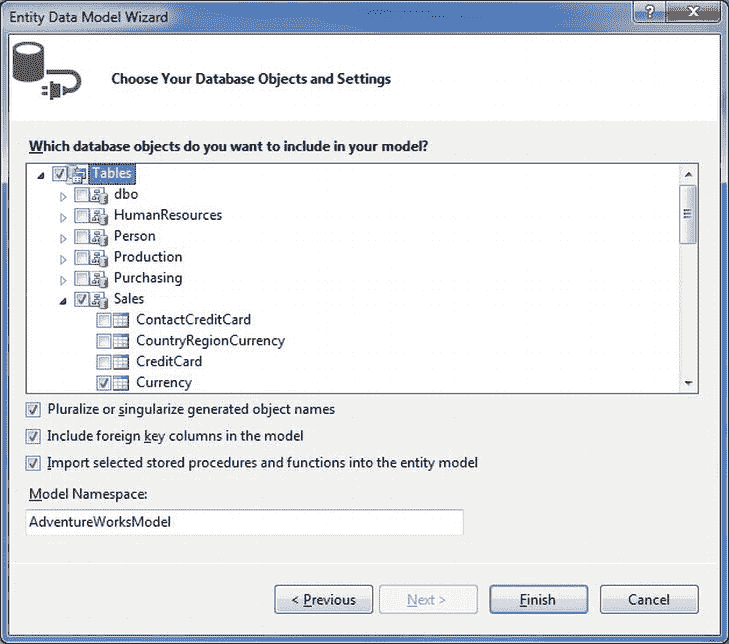 Entity Data Model Wizard
Choose Your Database Objects and Settings
Which database objects do you want to include in your model?
Tables
dbo
HumanResources
Person
Production
Purchasing
Sales
ContactCreditCard
CountryRegionCurrency
CreditCard
Currency
Pluralize or singularize generated object names
Include foreign key columns in the model
Import selected stored procedures and functions into the entity model
Model Namespace:
AdventureWorksModel
< Previous
Next >
Finish
Cancel